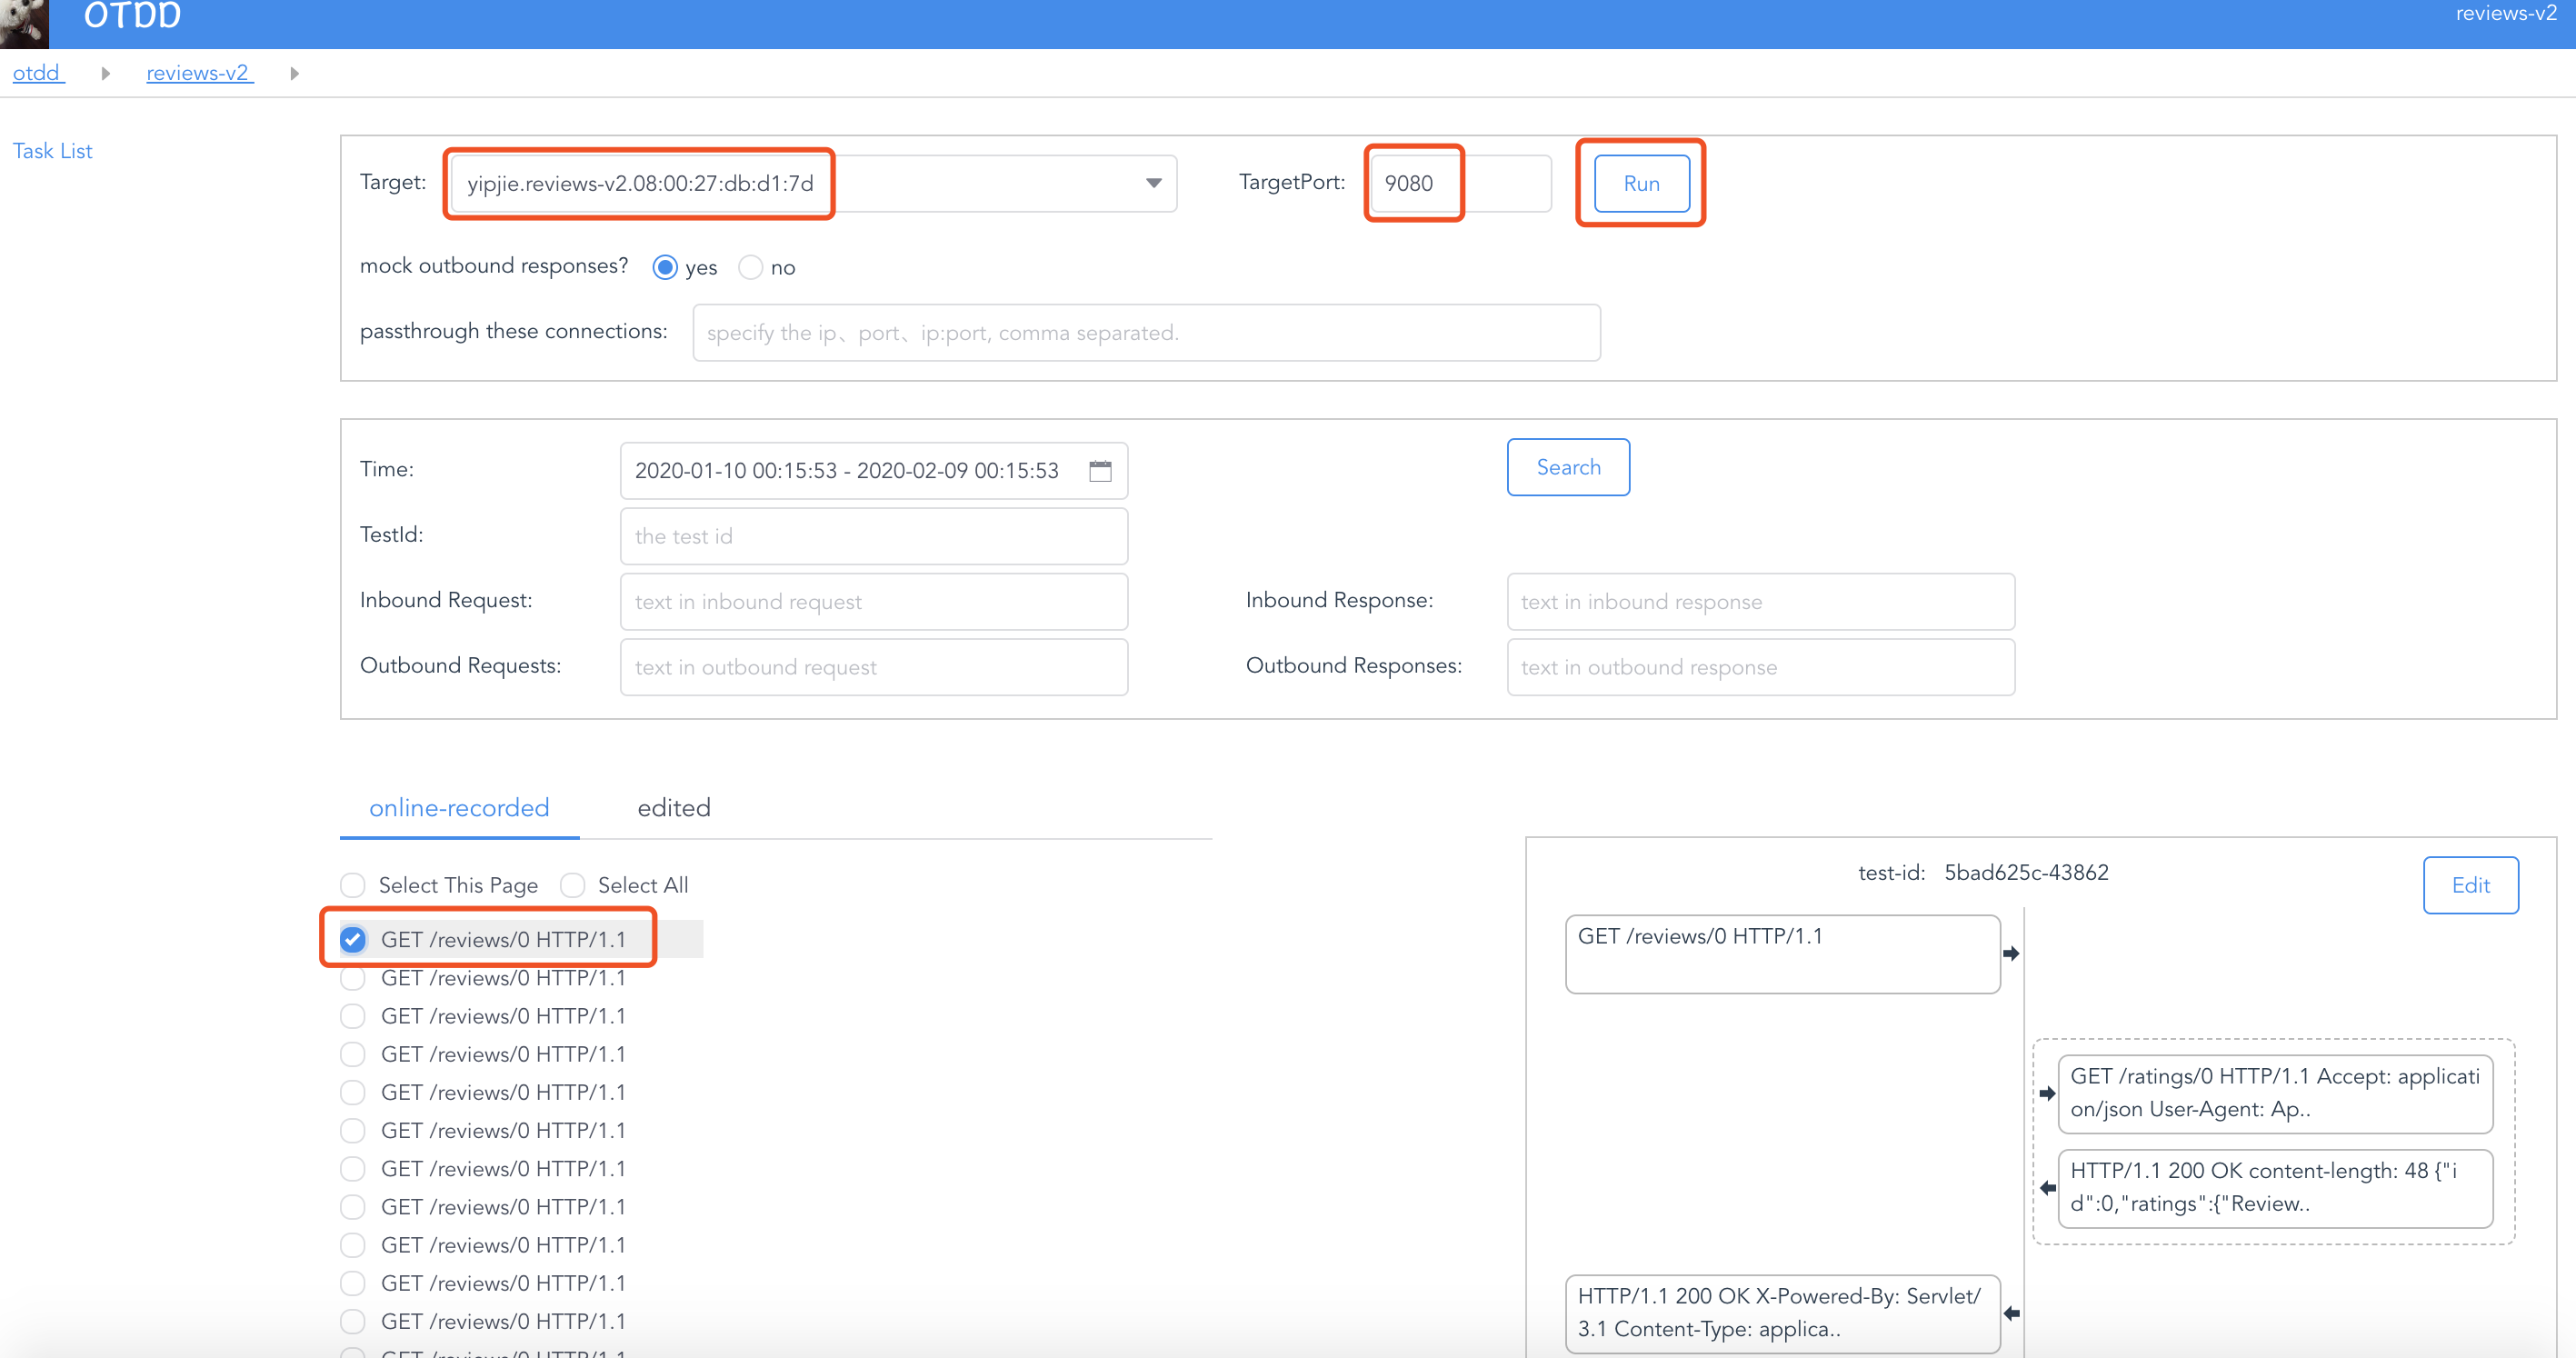 OTDD
reviews-v2
otdd
reviews-v2
Task List
Target: yipjie.reviews-v2.08:00:27:db:d1:7d TargetPort: 9080 Run
mock outbound responses? yes no
passthrough these connections: specify the ip、port、ip:port, comma separated.
Time: 2020-01-10 00:15:53 - 2020-02-09 00:15:53 Search
TestId: the test id
Inbound Request: text in inbound request Inbound Response: text in inbound response
Outbound Requests: text in outbound request Outbound Responses: text in outbound response
online-recorded edited
Select This Page Select All
GET /reviews/0 HTTP/1.1
GET /reviews/0 HTTP/1.1
GET /reviews/0 HTTP/1.1
GET /reviews/0 HTTP/1.1
GET /reviews/0 HTTP/1.1
GET /reviews/0 HTTP/1.1
GET /reviews/0 HTTP/1.1
GET /reviews/0 HTTP/1.1
GET /reviews/0 HTTP/1.1
GET /reviews/0 HTTP/1.1
GET /reviews/0 HTTP/1.1
test-id: 5bad625c-43862 Edit
GET /reviews/0 HTTP/1.1
GET /ratings/0 HTTP/1.1 Accept: applicati
on/json User-Agent: Ap..
HTTP/1.1 200 OK content-length: 48 {"i
d":0,"ratings":{"Review..
HTTP/1.1 200 OK X-Powered-By: Servlet/
3.1 Content-Type: applica..